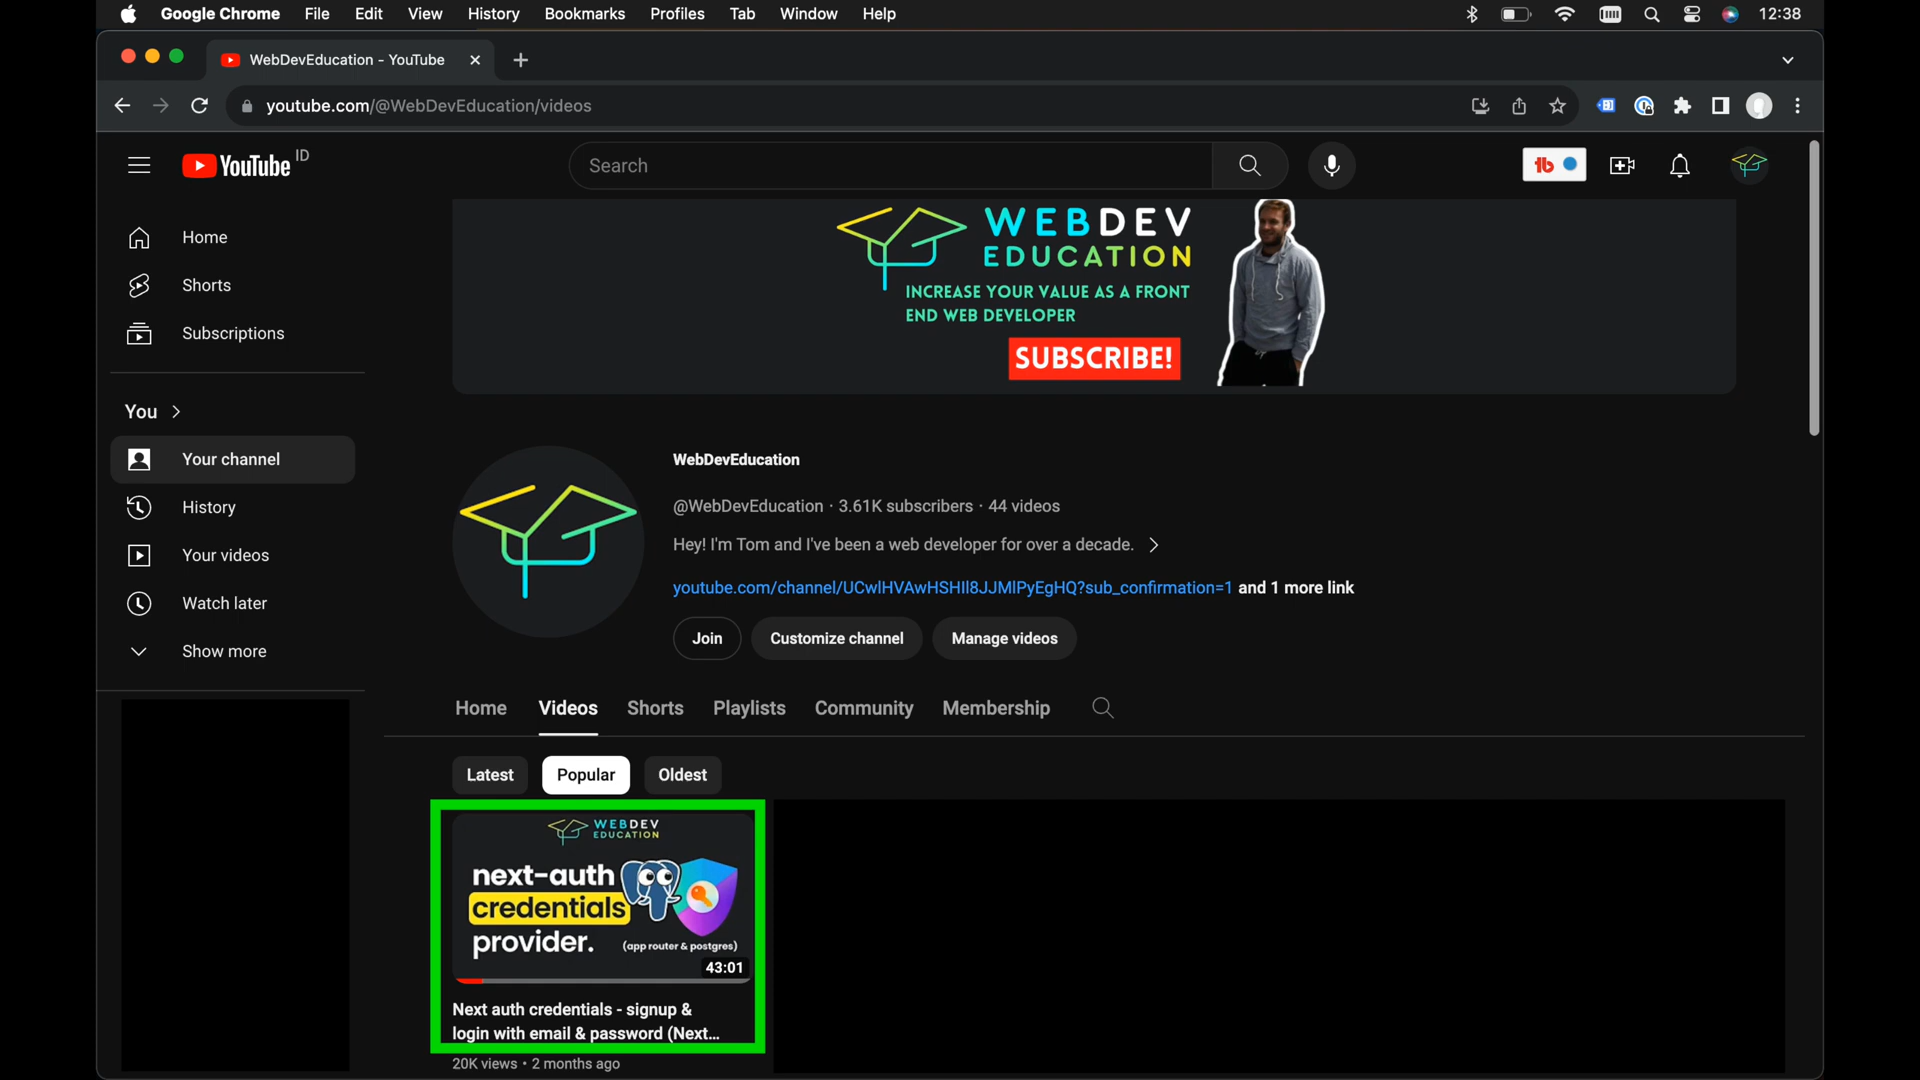 Google Chrome File Edit View History Bookmarks Profiles Tab Window Help 12:38
WebDevEducation - YouTube
youtube.com/@WebDevEducation/videos
YouTube ID
Search
Home
Shorts
Subscriptions
You
Your channel
History
Your videos
Watch later
Show more
WEBDEV
EDUCATION
INCREASE YOUR VALUE AS A FRONT
END WEB DEVELOPER
SUBSCRIBE!
WebDevEducation
@WebDevEducation · 3.61K subscribers · 44 videos
Hey! I'm Tom and I've been a web developer for over a decade.
youtube.com/channel/UCwlHVAwHSHIl8JJMlPyEgHQ?sub_confirmation=1 and 1 more link
Join Customize channel Manage videos
Home Videos Shorts Playlists Community Membership
Latest Popular Oldest
WEBDEV
EDUCATION
next-auth
credentials
provider. (app router & postgres)
43:01
Next auth credentials - signup &
login with email & password (Next...
20K views • 2 months ago